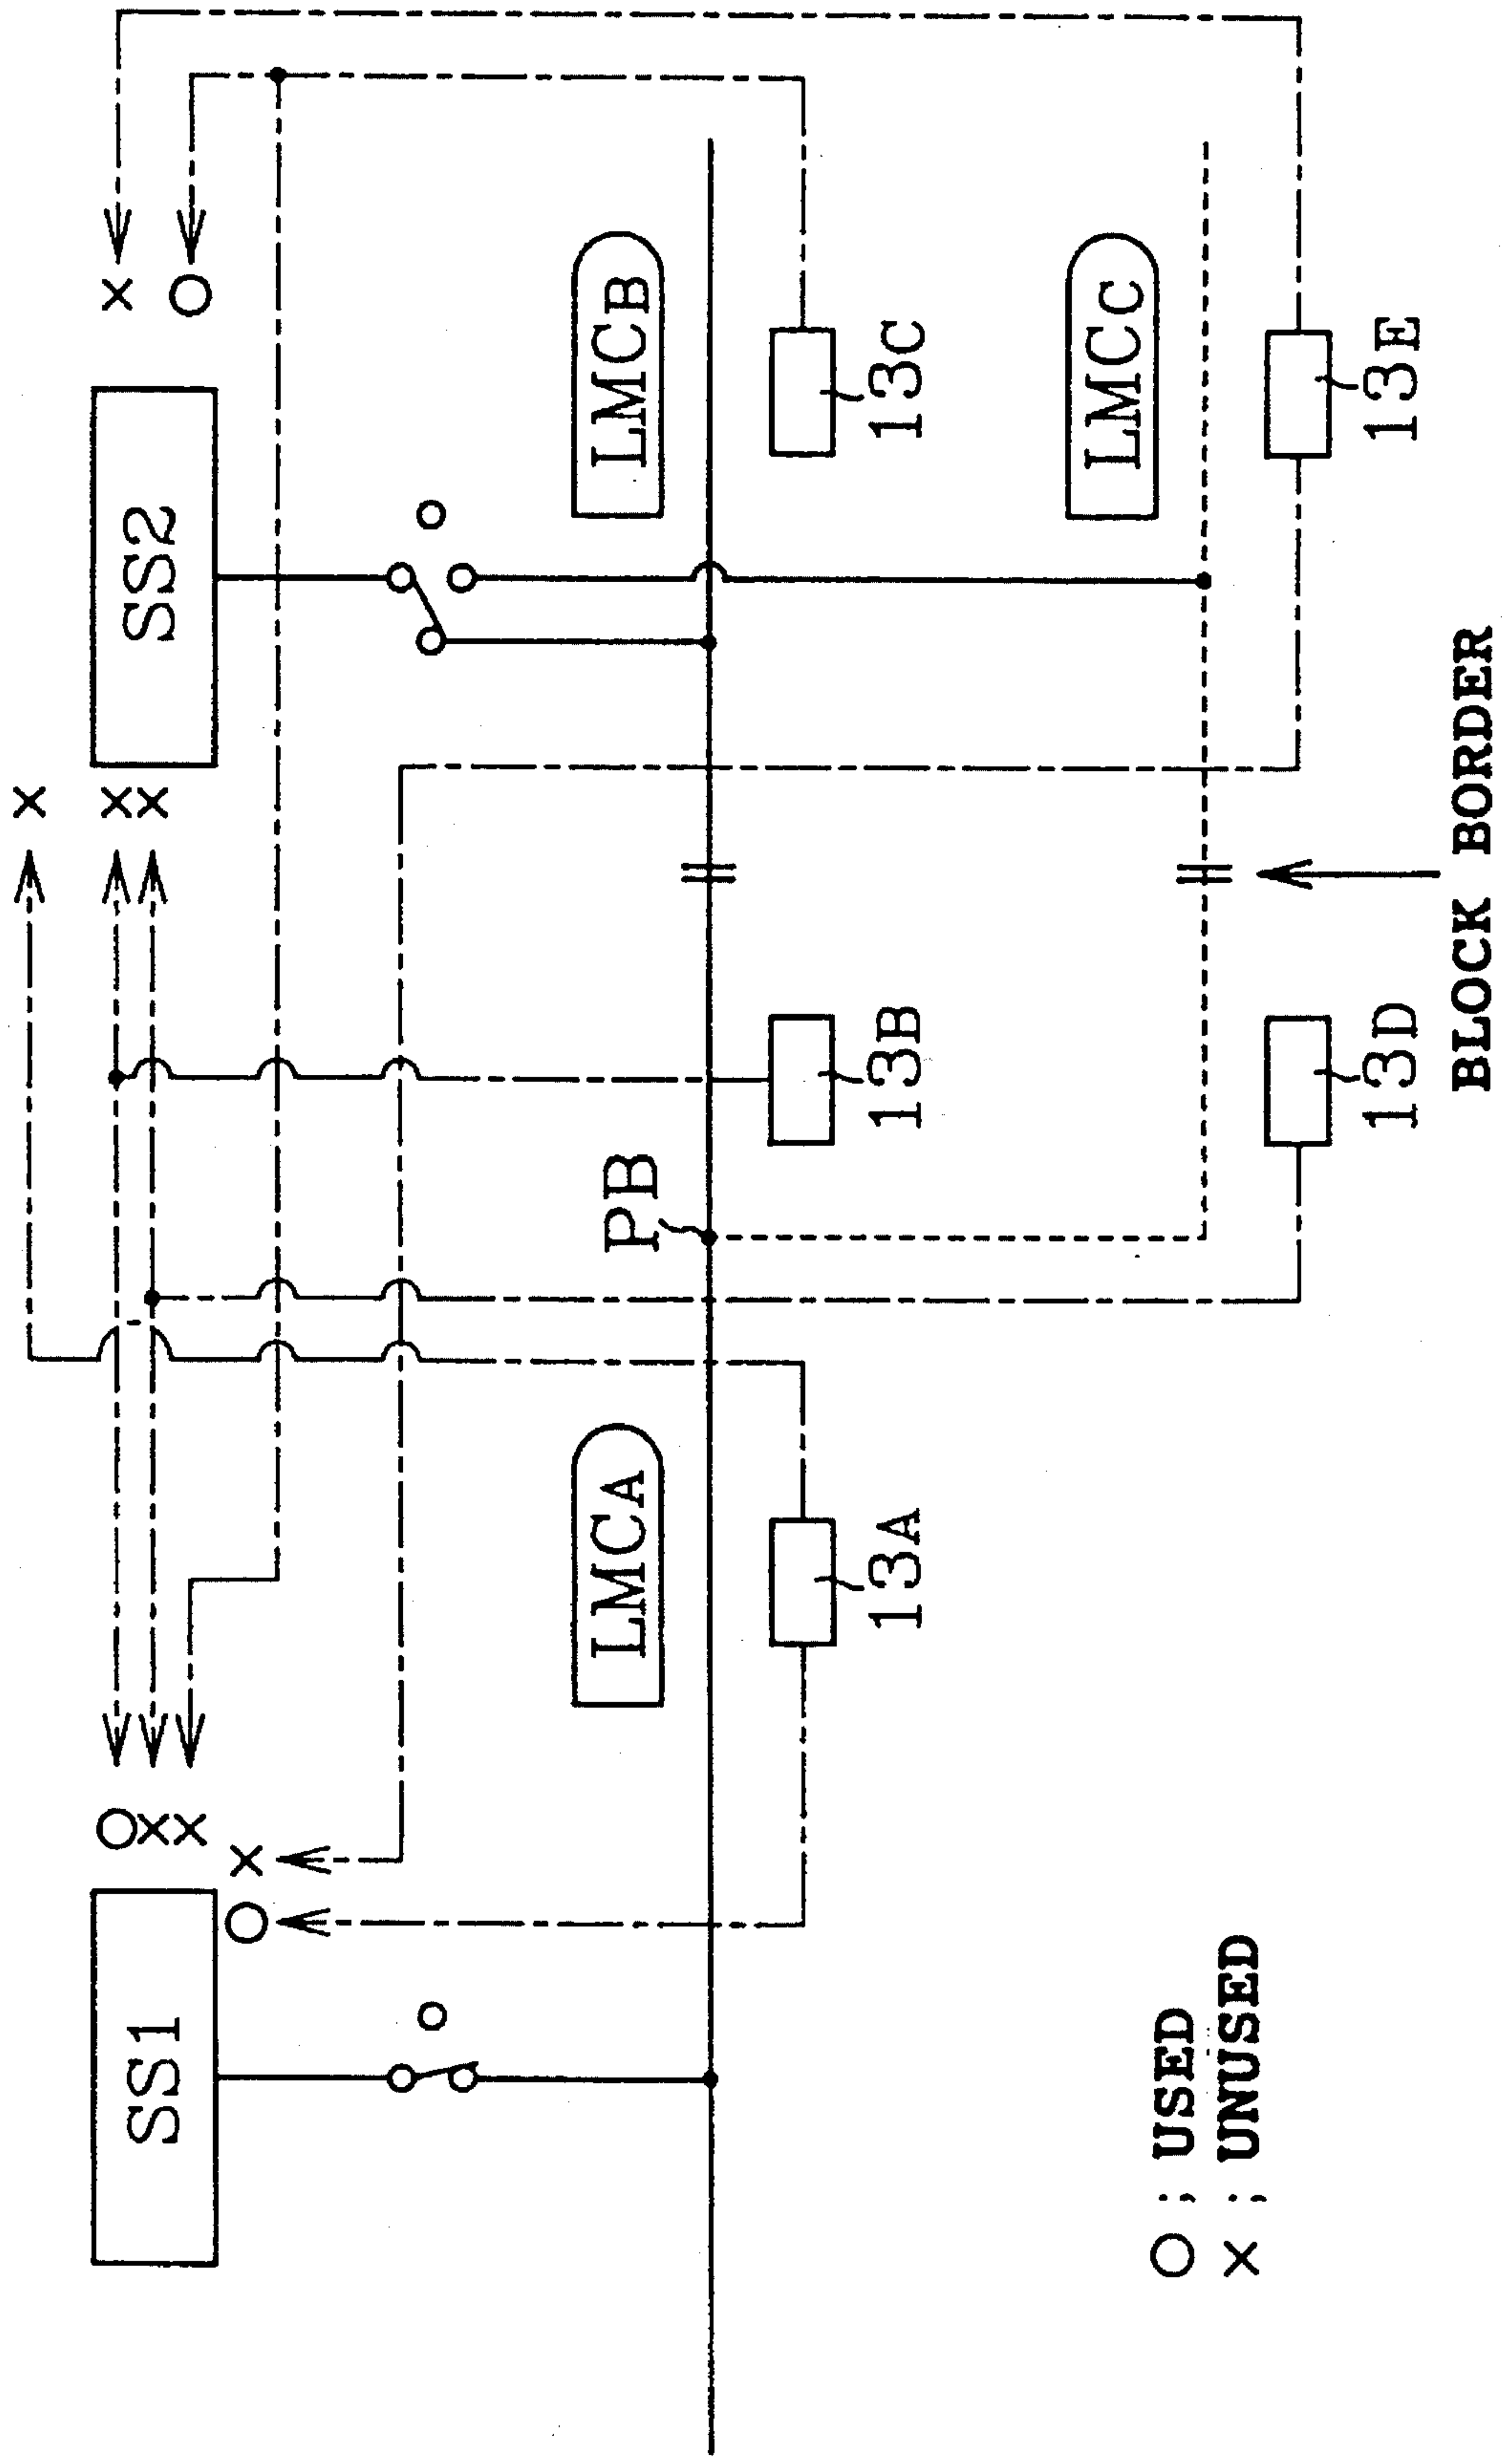 SS1
SS2
LMCA
PB
LMCB
13A
13B
13C
LMCC
13D
13E
BLOCK BORDER
○ : USED
× : UNUSED